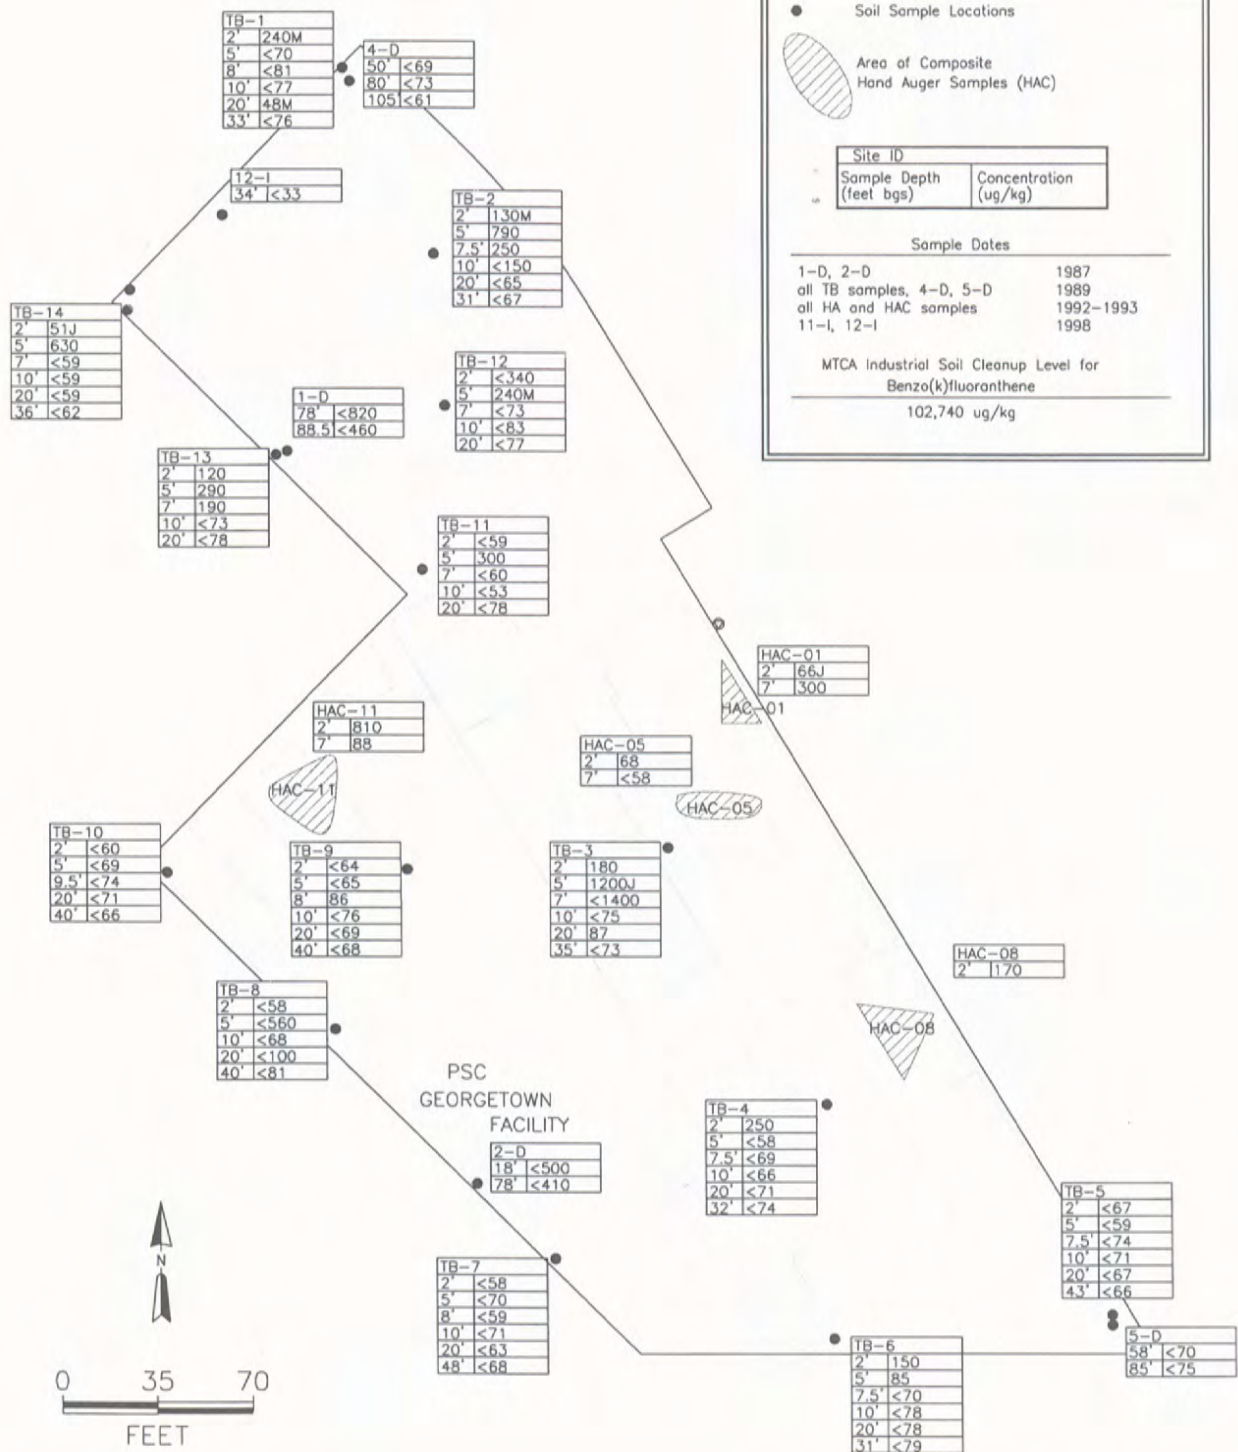 Soil Sample Locations
Area of Composite
Hand Auger Samples (HAC)
Site ID
Sample Depth (feet bgs) Concentration (ug/kg)
Sample Dates
1-D, 2-D 1987
all TB samples, 4-D, 5-D 1989
all HA and HAC samples 1992-1993
11-I, 12-I 1998
MTCA Industrial Soil Cleanup Level for
Benzo(k)fluoranthene
102,740 ug/kg
TB-1
2' 240M
5' <70
8' <81
10' <77
20' 48M
33' <76
4-D
50' <69
80' <73
105' <61
12-I
34' <33
TB-2
2' 130M
5' 790
7.5' 250
10' <150
20' <65
31' <67
TB-14
2' 51J
5' 630
7' <59
10' <59
20' <59
36' <62
TB-12
2' <340
5' 240M
7' <73
10' <83
20' <77
1-D
78' <820
88.5' <460
TB-13
2' 120
5' 290
7' 190
10' <73
20' <78
TB-11
2' <59
5' 300
7' <60
10' <53
20' <78
HAC-01
2' 66J
7' 300
HAC-01
HAC-11
2' 810
7' 88
HAC-11
HAC-05
2' 68
7' <58
HAC-05
TB-10
2' <60
5' <69
9.5' <74
20' <71
40' <66
TB-9
2' <64
5' <65
8' 86
10' <76
20' <69
40' <68
TB-3
2' 180
5' 1200J
7' <1400
10' <75
20' 87
35' <73
HAC-08
2' 170
HAC-08
TB-8
2' <58
5' <560
10' <68
20' <100
40' <81
PSC
GEORGETOWN
FACILITY
2-D
18' <500
78' <410
TB-4
2' 250
5' <58
7.5' <69
10' <66
20' <71
32' <74
TB-5
2' <67
5' <59
7.5' <74
10' <71
20' <67
43' <66
TB-7
2' <58
5' <70
8' <59
10' <71
20' <63
48' <68
5-D
58' <70
85' <75
TB-6
2' 150
5' 85
7.5' <70
10' <78
20' <78
31' <79
N
0 35 70
FEET